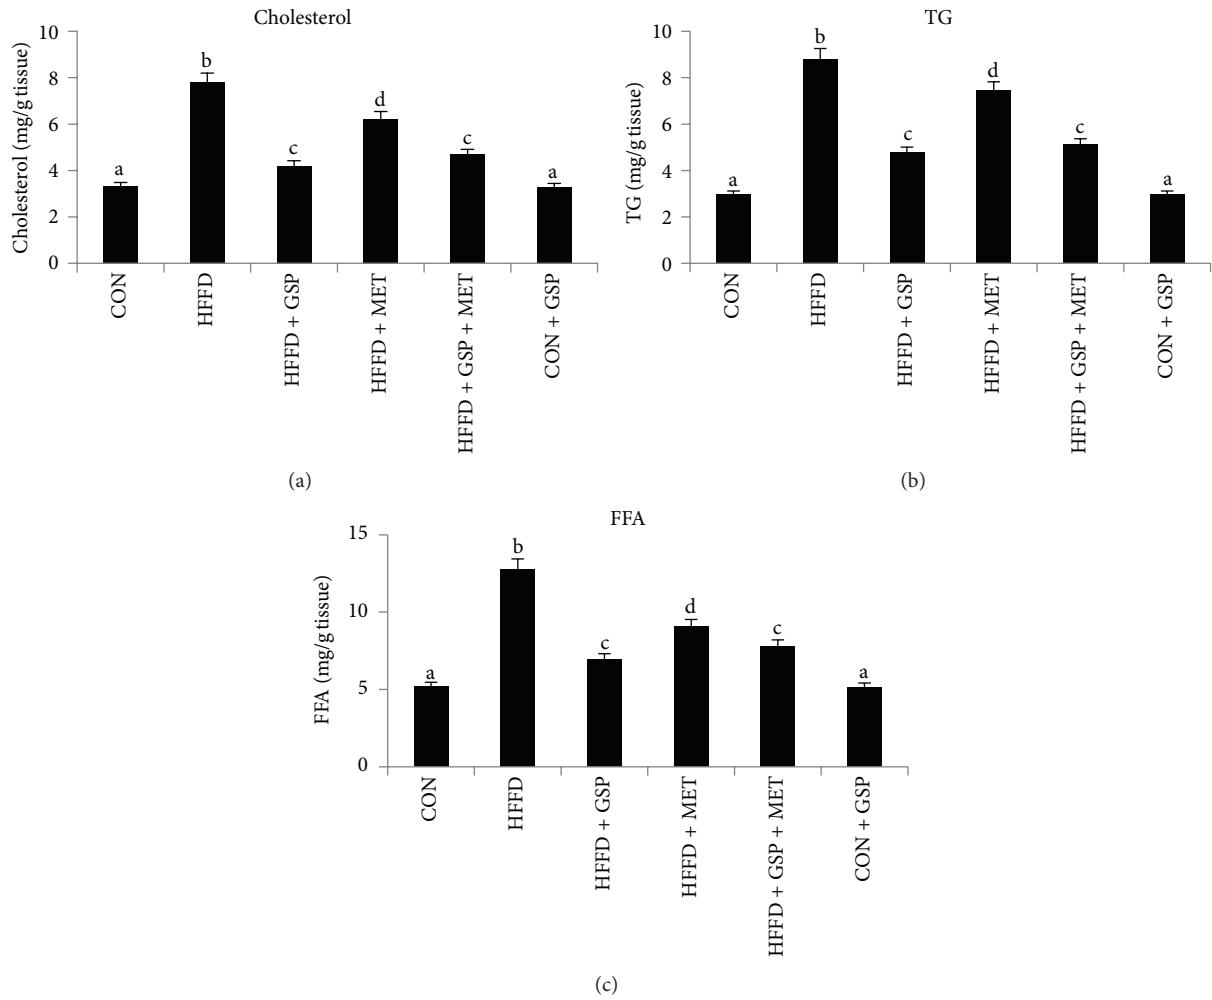 Cholesterol
Cholesterol (mg/g tissue)
10
8
6
4
2
0
a
b
c
d
c
a
CON
HFFD
HFFD + GSP
HFFD + MET
HFFD + GSP + MET
CON + GSP
(a)
TG
TG (mg/g tissue)
10
8
6
4
2
0
a
b
c
d
c
a
CON
HFFD
HFFD + GSP
HFFD + MET
HFFD + GSP + MET
CON + GSP
(b)
FFA
FFA (mg/g tissue)
15
10
5
0
a
b
c
d
c
a
CON
HFFD
HFFD + GSP
HFFD + MET
HFFD + GSP + MET
CON + GSP
(c)